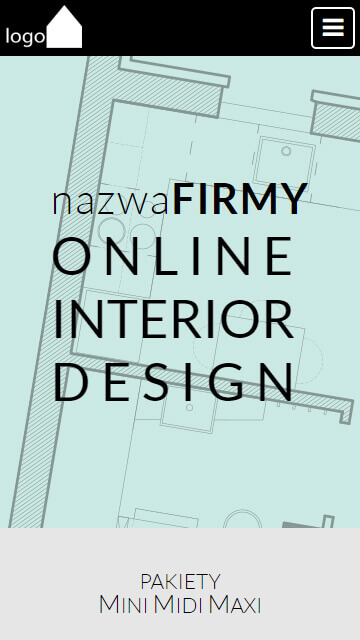 logo
nazwaFIRMY
ONLINE
INTERIOR
DESIGN
PAKIETY
MINI MIDI MAXI